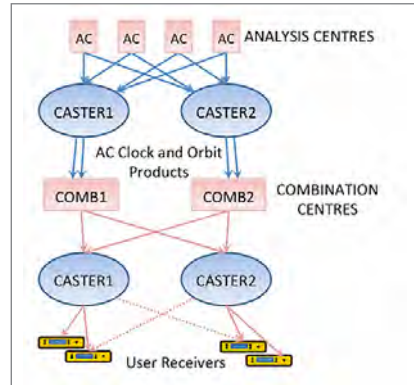 AC AC AC AC ANALYSIS CENTRES
CASTER1 CASTER2
AC Clock and Orbit
Products
COMB1 COMB2 COMBINATION
CENTRES
CASTER1 CASTER2
User Receivers